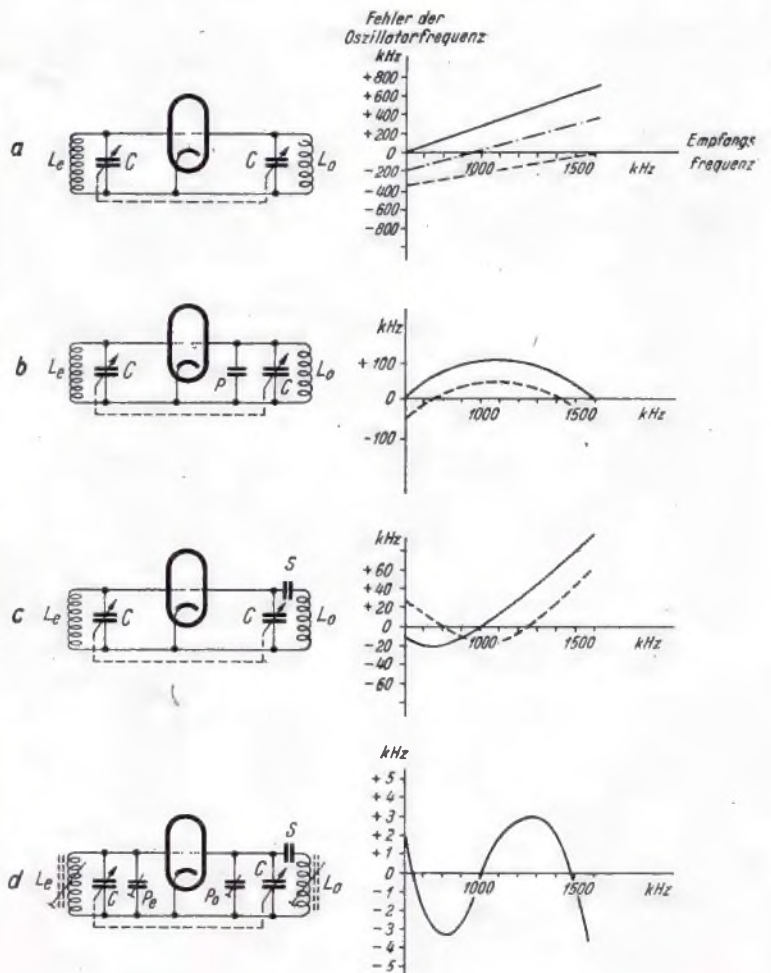 Fehler der
Oszillatorfrequenz
kHz
+800
+600
+400
+200
0
-200
-400
-600
-800
1000
1500
kHz
Empfangs
frequenz
a
Le
C
C
Lo
kHz
+100
0
-100
1000
1500
kHz
b
Le
C
P
C
Lo
kHz
+60
+40
+20
0
-20
-60
1000
1500
kHz
c
Le
C
C
S
Lo
kHz
+5
+4
+3
+2
+1
0
-1
-2
-3
-4
-5
1000
1500
kHz
d
Le
C
Pe
Po
C
S
Lo